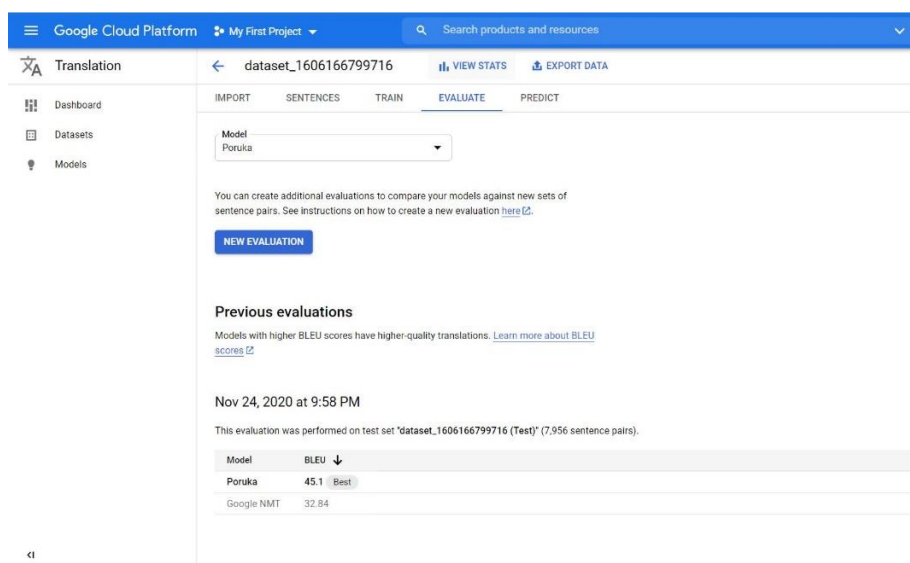 Google Cloud Platform My First Project Search products and resources
Translation dataset_1606166799716 VIEW STATS EXPORT DATA
IMPORT SENTENCES TRAIN EVALUATE PREDICT
Dashboard
Datasets
Models
Model
Poruka
You can create additional evaluations to compare your models against new sets of
sentence pairs. See instructions on how to create a new evaluation here.
NEW EVALUATION
Previous evaluations
Models with higher BLEU scores have higher-quality translations. Learn more about BLEU
scores
Nov 24, 2020 at 9:58 PM
This evaluation was performed on test set "dataset_1606166799716 (Test)" (7,956 sentence pairs).
Model BLEU
Poruka 45.1 Best
Google NMT 32.84